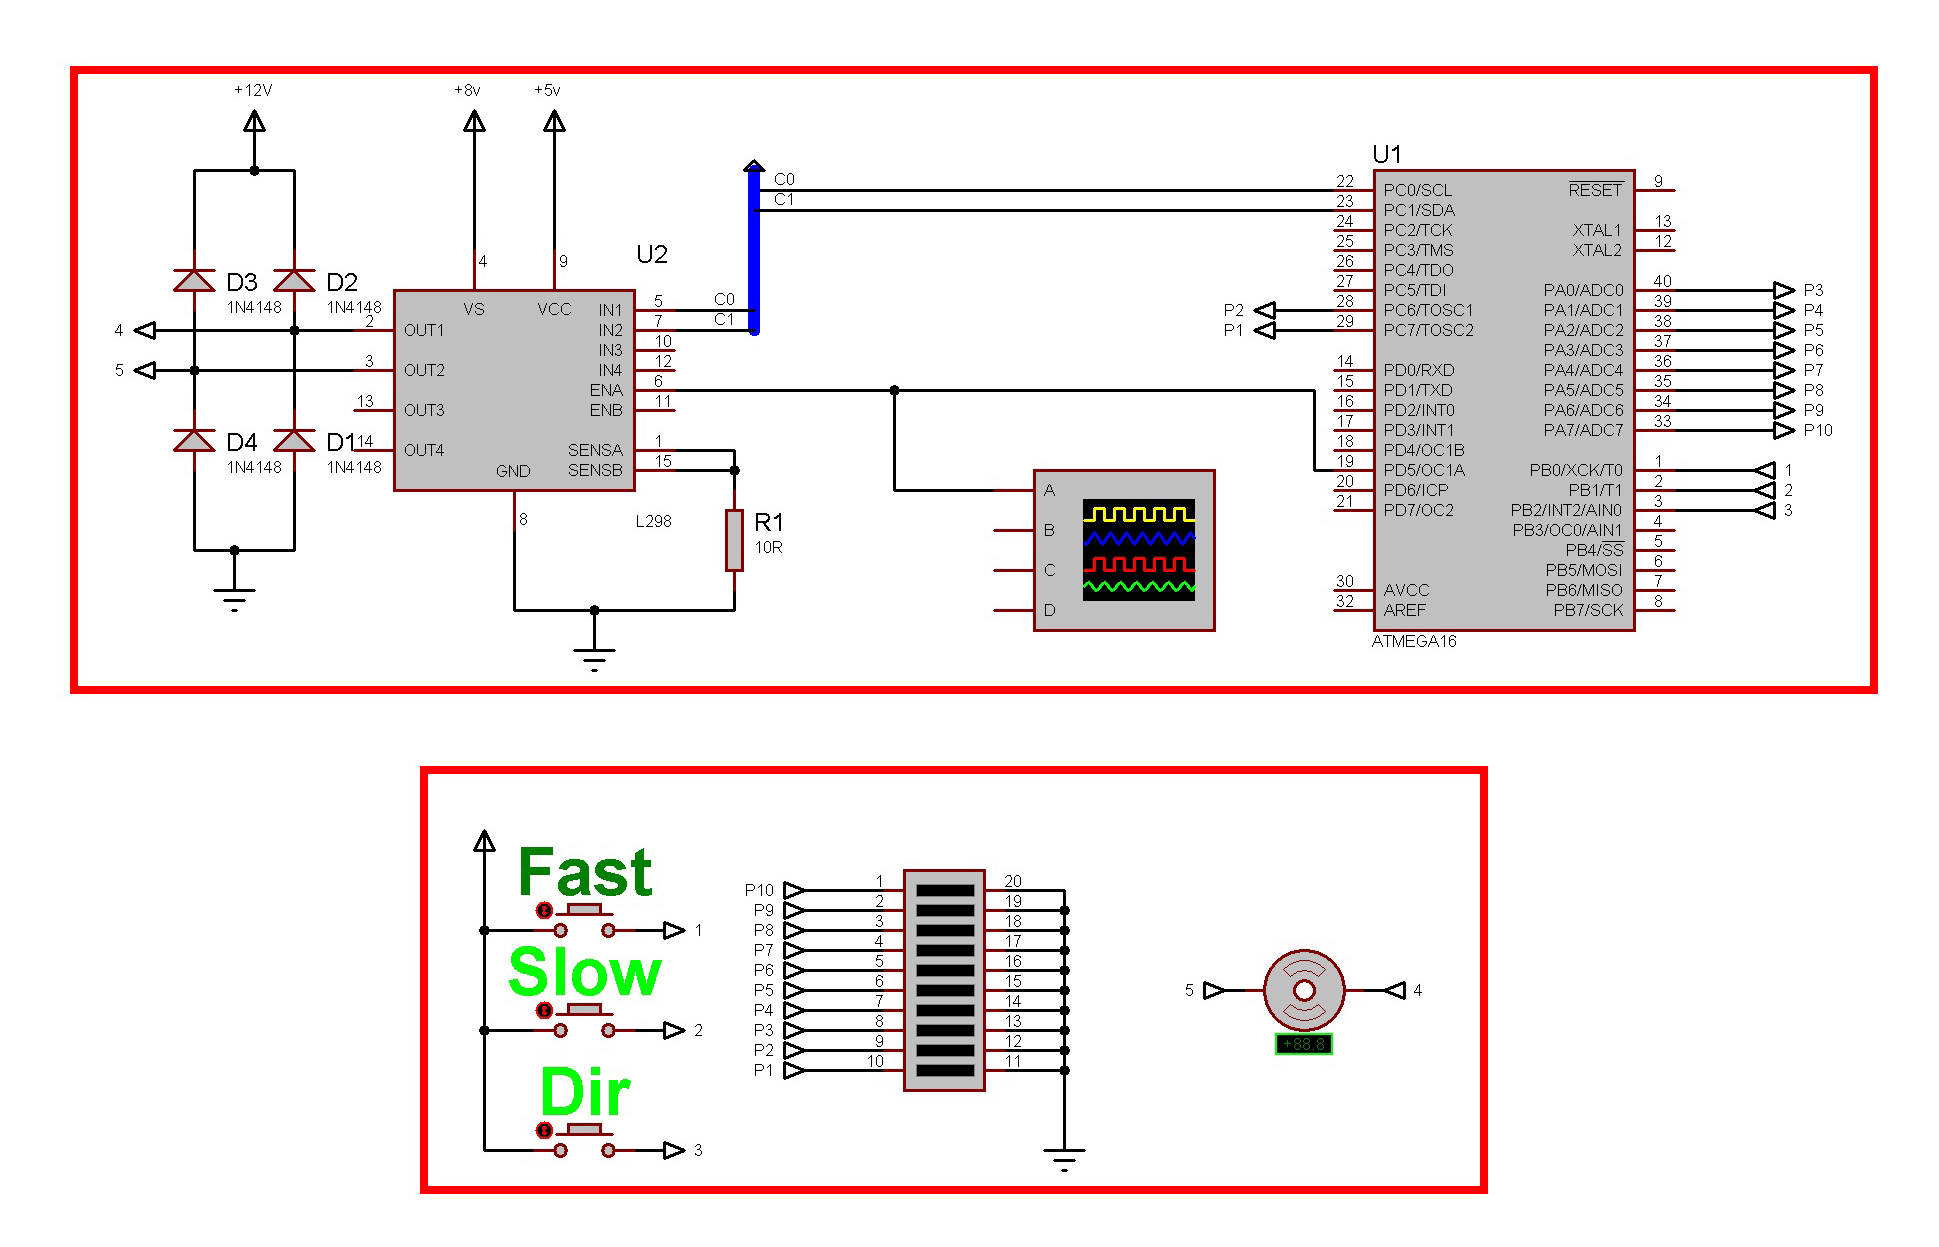 +12V
+8v
+5v
D3
1N4148
D2
1N4148
D4
1N4148
D1
1N4148
4
5
U2
4
9
VS
VCC
2 OUT1
3 OUT2
13 OUT3
14 OUT4
GND
8
IN1 5 C0
IN2 7 C1
IN3 10
IN4 12
ENA 6
ENB 11
SENSA 1
SENSB 15
L298
R1
10R
C0
C1
A
B
C
D
U1
22 PC0/SCL
23 PC1/SDA
24 PC2/TCK
25 PC3/TMS
26 PC4/TDO
27 PC5/TDI
P2 28 PC6/TOSC1
P1 29 PC7/TOSC2
14 PD0/RXD
15 PD1/TXD
16 PD2/INT0
17 PD3/INT1
18 PD4/OC1B
19 PD5/OC1A
20 PD6/ICP
21 PD7/OC2
30 AVCC
32 AREF
RESET 9
XTAL1 13
XTAL2 12
PA0/ADC0 40 P3
PA1/ADC1 39 P4
PA2/ADC2 38 P5
PA3/ADC3 37 P6
PA4/ADC4 36 P7
PA5/ADC5 35 P8
PA6/ADC6 34 P9
PA7/ADC7 33 P10
PB0/XCK/T0 1 1
PB1/T1 2 2
PB2/INT2/AIN0 3 3
PB3/OC0/AIN1 4
PB4/SS 5
PB5/MOSI 6
PB6/MISO 7
PB7/SCK 8
ATMEGA16
Fast
1
Slow
2
Dir
3
P10 1 20
P9 2 19
P8 3 18
P7 4 17
P6 5 16
P5 6 15
P4 7 14
P3 8 13
P2 9 12
P1 10 11
5
4
+88.8